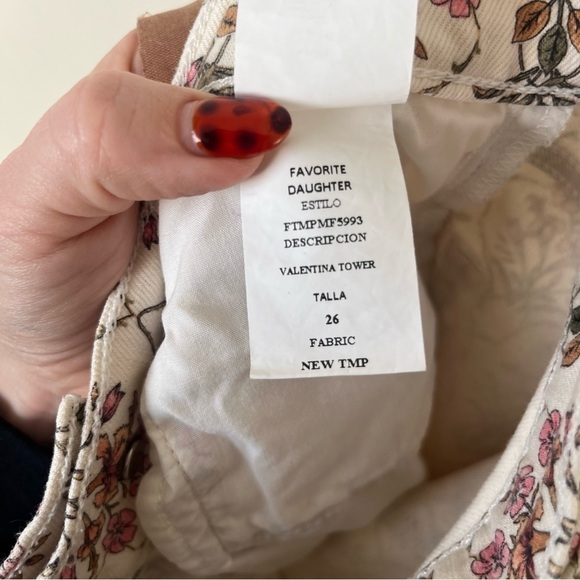 FAVORITE
DAUGHTER
ESTILO
FTMPMF5993
DESCRIPCION
VALENTINA TOWER
TALLA
26
FABRIC
NEW TMP